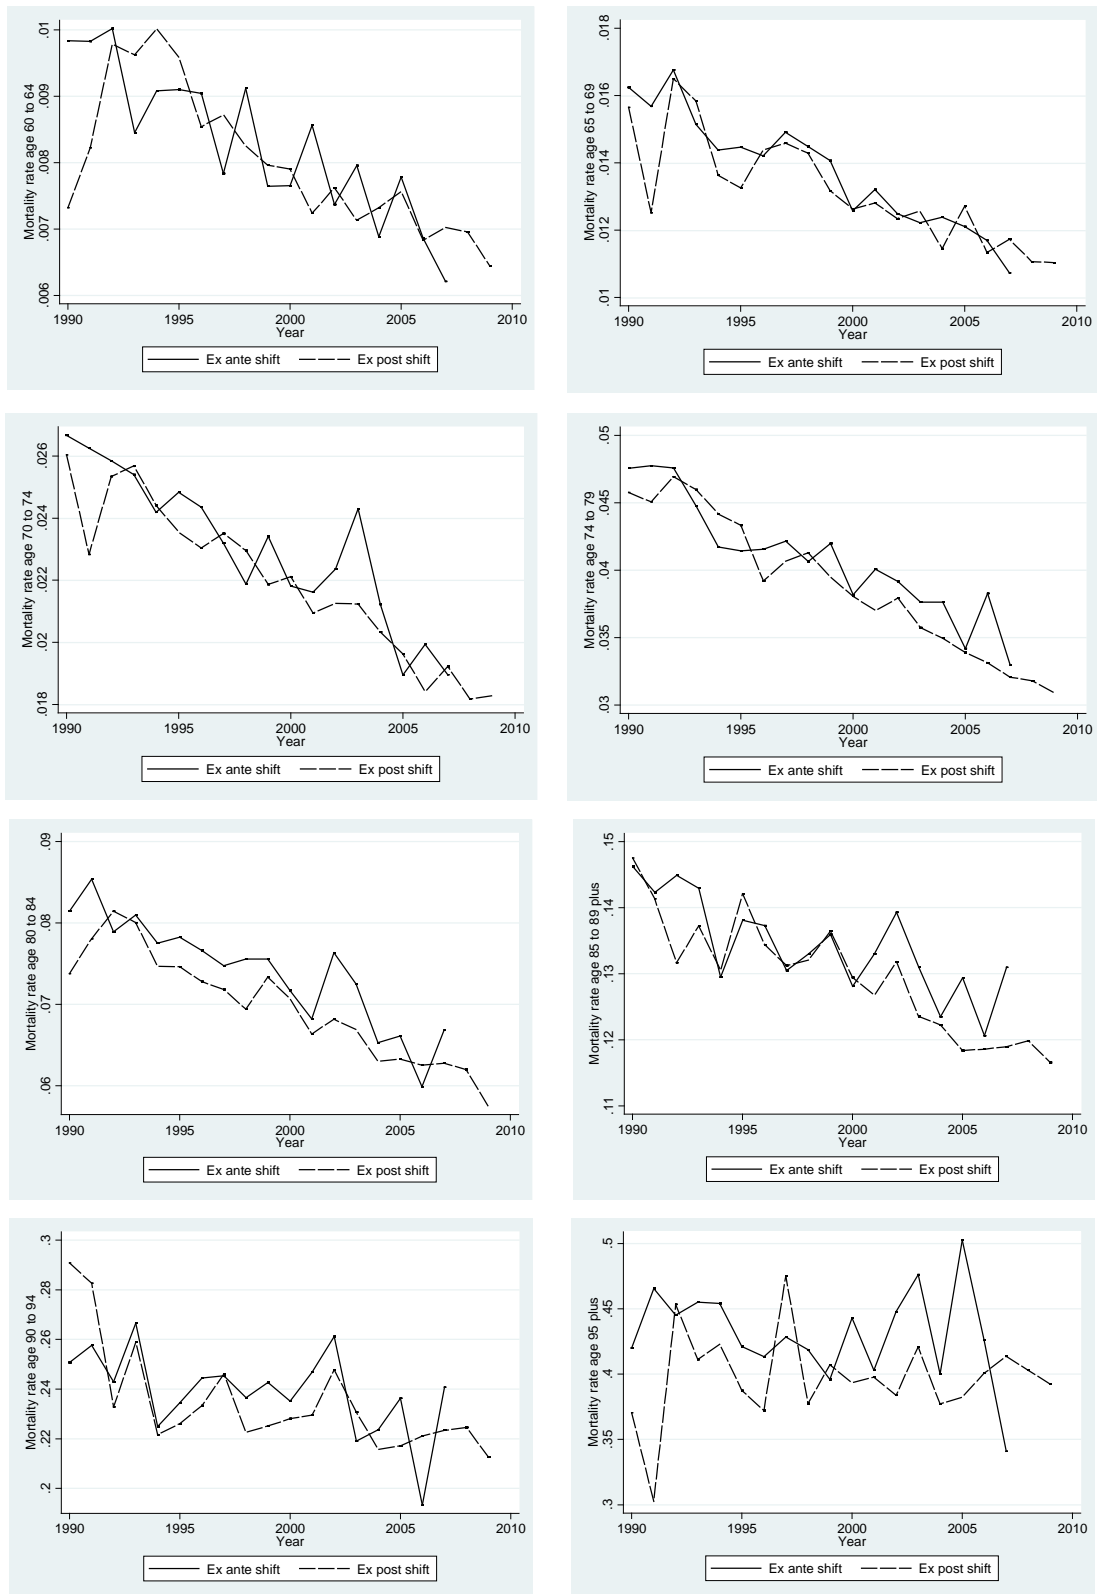 Mortality rate age 60 to 64
.01
.009
.008
.007
.006
1990 1995 2000 2005 2010
Year
Ex ante shift Ex post shift
Mortality rate age 65 to 69
.018
.016
.014
.012
.01
1990 1995 2000 2005 2010
Year
Ex ante shift Ex post shift
Mortality rate age 70 to 74
.026
.024
.022
.02
.018
1990 1995 2000 2005 2010
Year
Ex ante shift Ex post shift
Mortality rate age 74 to 79
.05
.045
.04
.035
.03
1990 1995 2000 2005 2010
Year
Ex ante shift Ex post shift
Mortality rate age 80 to 84
.09
.08
.07
.06
1990 1995 2000 2005 2010
Year
Ex ante shift Ex post shift
Mortality rate age 85 to 89 plus
.15
.14
.13
.12
.11
1990 1995 2000 2005 2010
Year
Ex ante shift Ex post shift
Mortality rate age 90 to 94
.3
.28
.26
.24
.22
.2
1990 1995 2000 2005 2010
Year
Ex ante shift Ex post shift
Mortality rate age 95 plus
.5
.45
.4
.35
.3
1990 1995 2000 2005 2010
Year
Ex ante shift Ex post shift